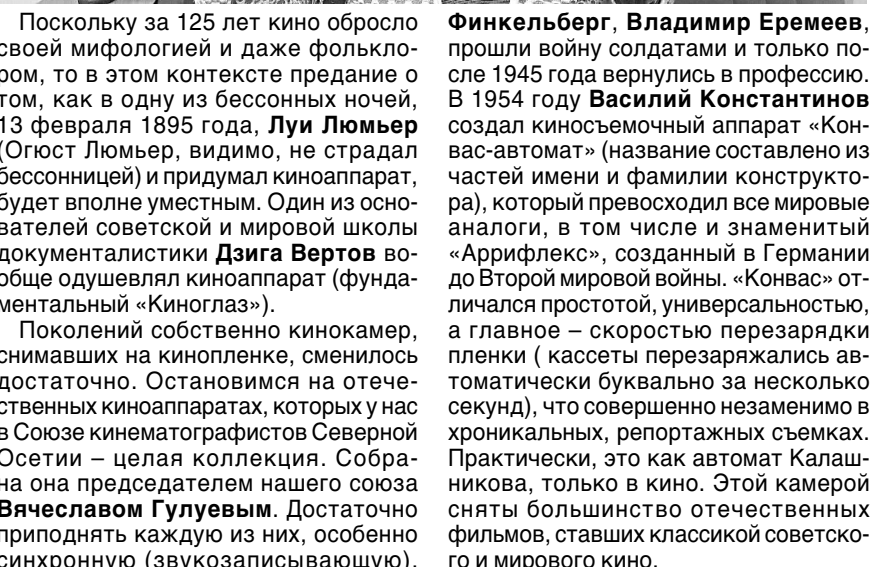 Поскольку за 125 лет кино обросло
своей мифологией и даже фолькло-
ром, то в этом контексте предание о
том, как в одну из бессонных ночей,
13 февраля 1895 года, Луи Люмьер
(Огюст Люмьер, видимо, не страдал
бессонницей) и придумал киноаппарат,
будет вполне уместным. Один из осно-
вателей советской и мировой школы
документалистики Дзига Вертов во-
обще одушевлял киноаппарат (фунда-
ментальный «Киноглаз»).
Поколений собственно кинокамер,
снимавших на кинопленке, сменилось
достаточно. Остановимся на отече-
ственных киноаппаратах, которых у нас
в Союзе кинематографистов Северной
Осетии – целая коллекция. Собра-
на она председателем нашего союза
Вячеславом Гулуевым. Достаточно
приподнять каждую из них, особенно
синхронную (звукозаписывающую),
Финкельберг, Владимир Еремеев,
прошли войну солдатами и только по-
сле 1945 года вернулись в профессию.
В 1954 году Василий Константинов
создал киносъемочный аппарат «Кон-
вас-автомат» (название составлено из
частей имени и фамилии конструкто-
ра), который превосходил все мировые
аналоги, в том числе и знаменитый
«Аррифлекс», созданный в Германии
до Второй мировой войны. «Конвас» от-
личался простотой, универсальностью,
а главное – скоростью перезарядки
пленки ( кассеты перезаряжались ав-
томатически буквально за несколько
секунд), что совершенно незаменимо в
хроникальных, репортажных съемках.
Практически, это как автомат Калаш-
никова, только в кино. Этой камерой
сняты большинство отечественных
фильмов, ставших классикой советско-
го и мирового кино.